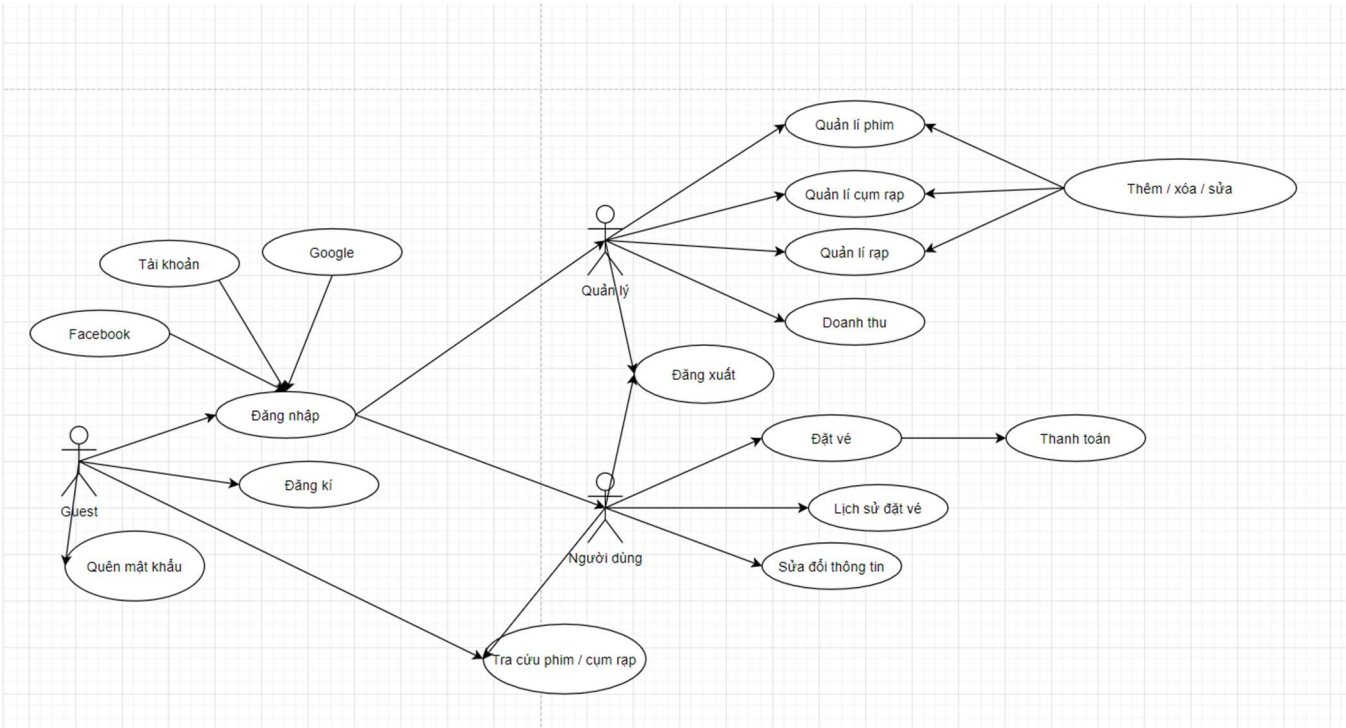 Quản lí phim
Thêm / xóa / sửa
Quản lí cụm rạp
Google
Quản lí rạp
Tài khoản
Quản lý
Doanh thu
Facebook
Đăng xuất
Đăng nhập
Đặt vé
Thanh toán
Đăng kí
Guest
Lịch sử đặt vé
Người dùng
Quên mật khẩu
Sửa đổi thông tin
Tra cứu phim / cụm rạp